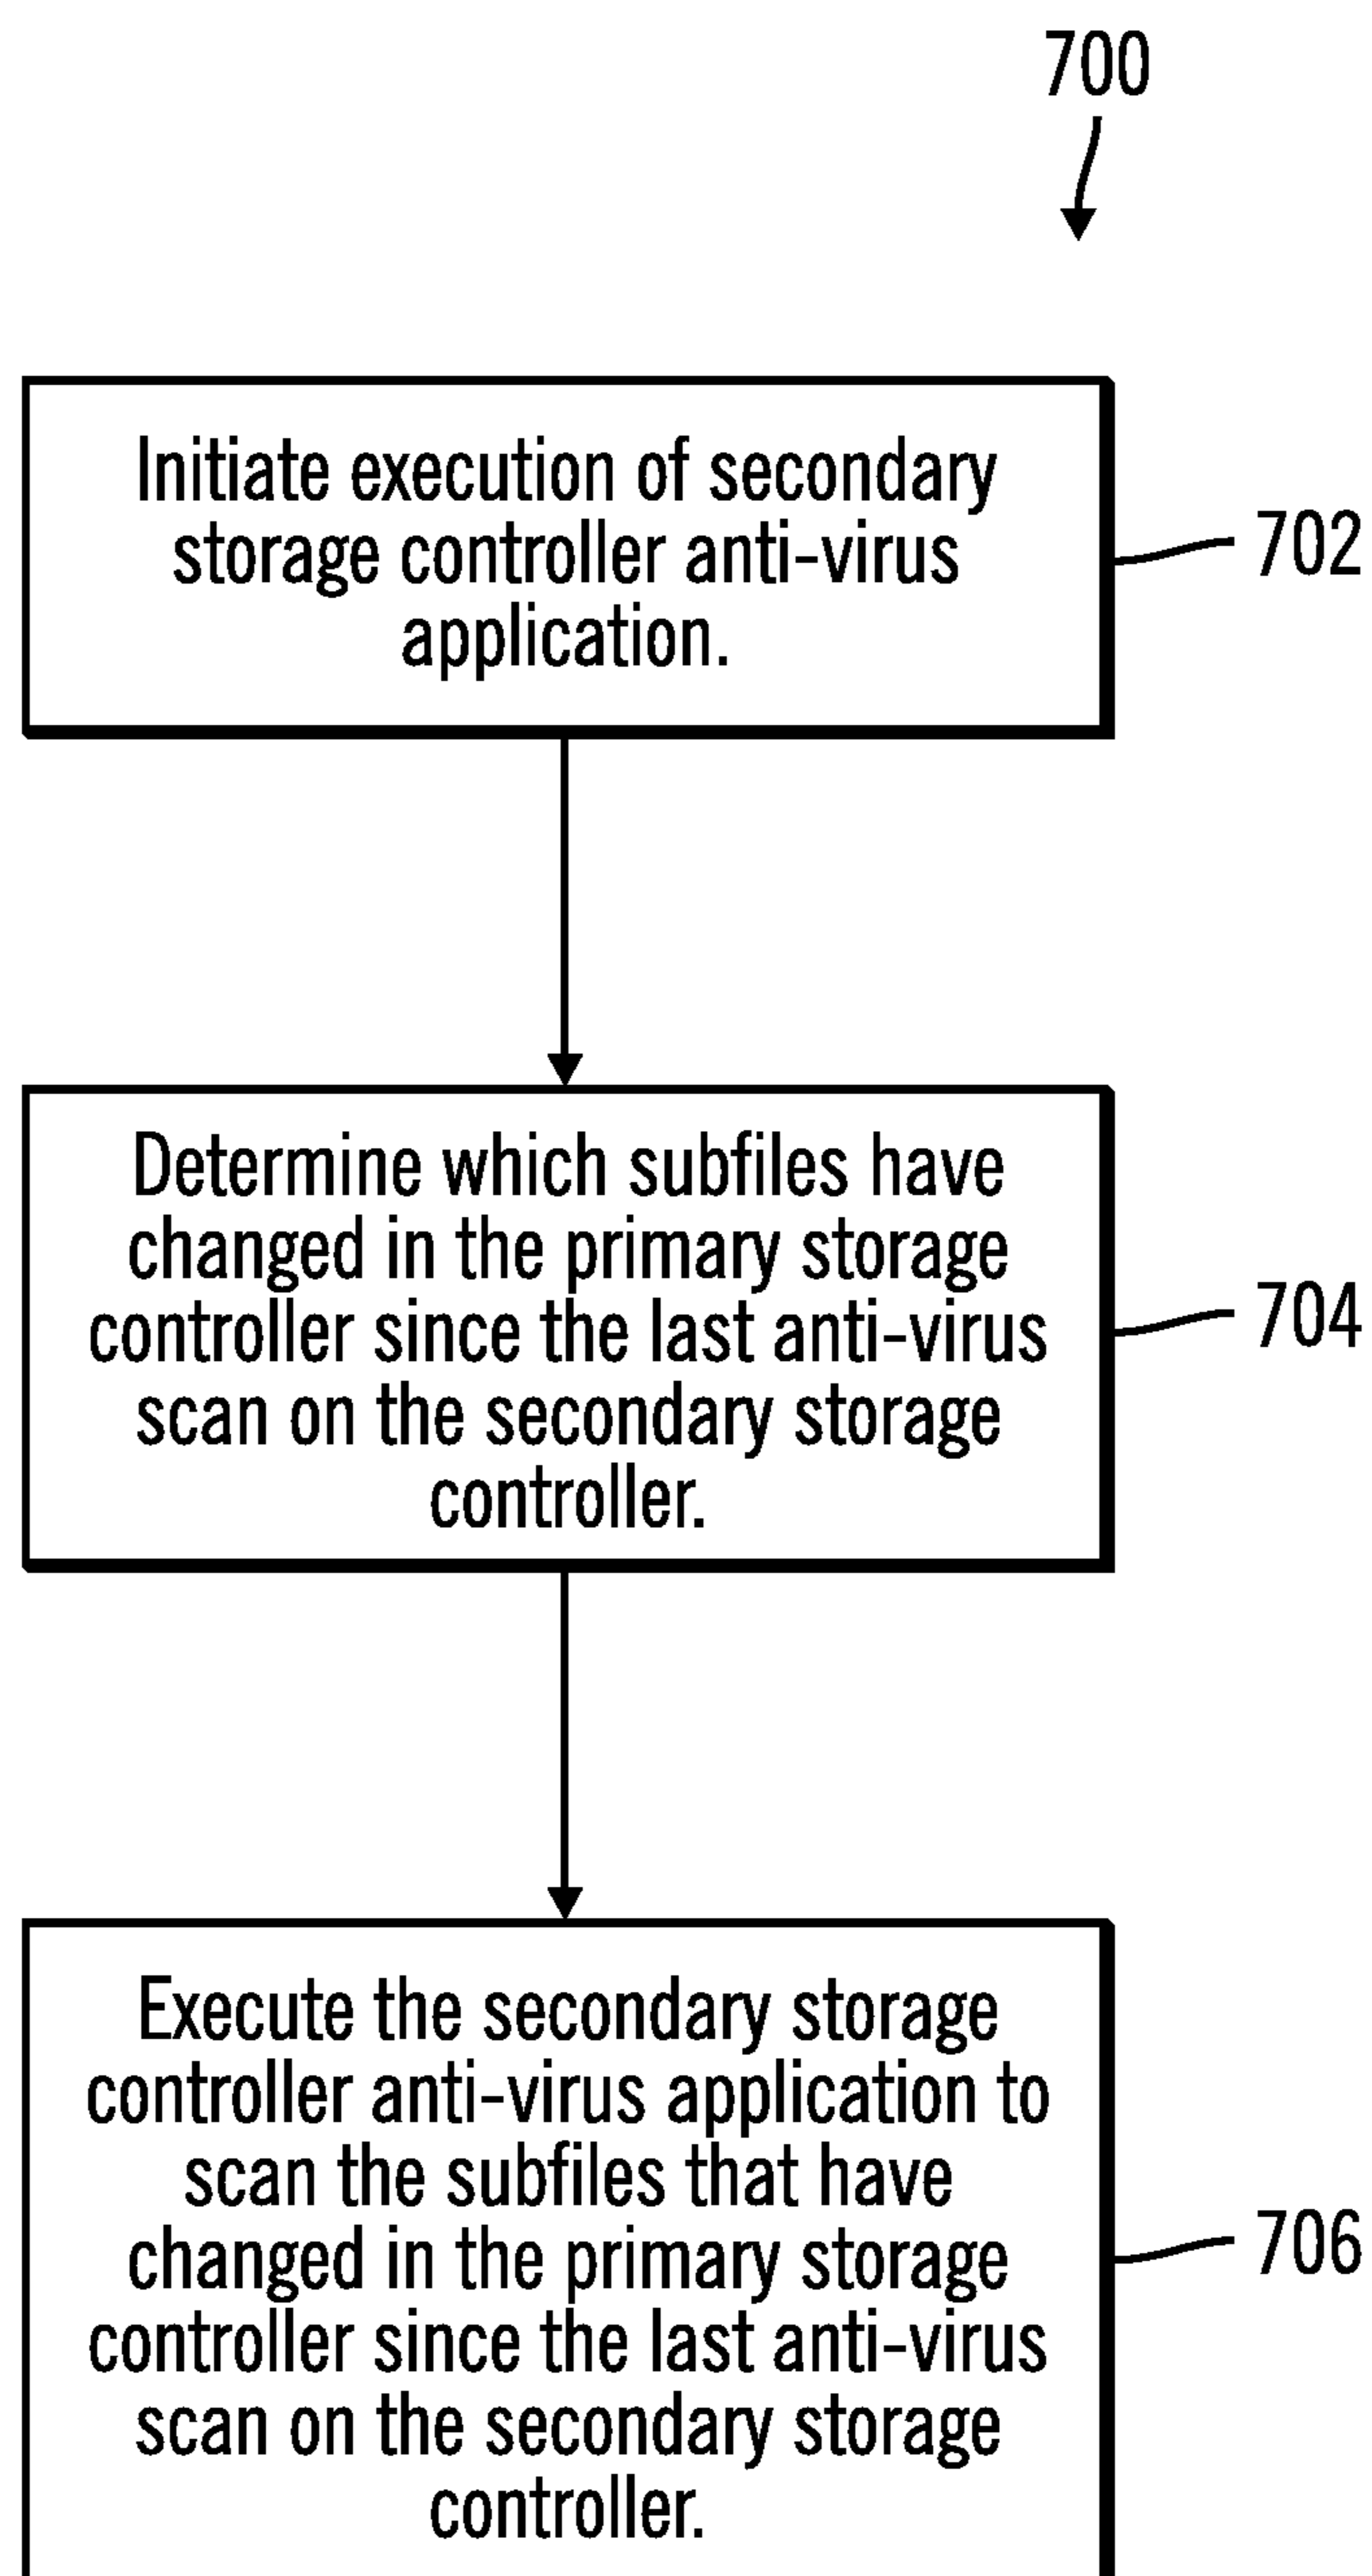 700
Initiate execution of secondary
storage controller anti-virus
application.
702
Determine which subfiles have
changed in the primary storage
controller since the last anti-virus
scan on the secondary storage
controller.
704
Execute the secondary storage
controller anti-virus application to
scan the subfiles that have
changed in the primary storage
controller since the last anti-virus
scan on the secondary storage
controller.
706